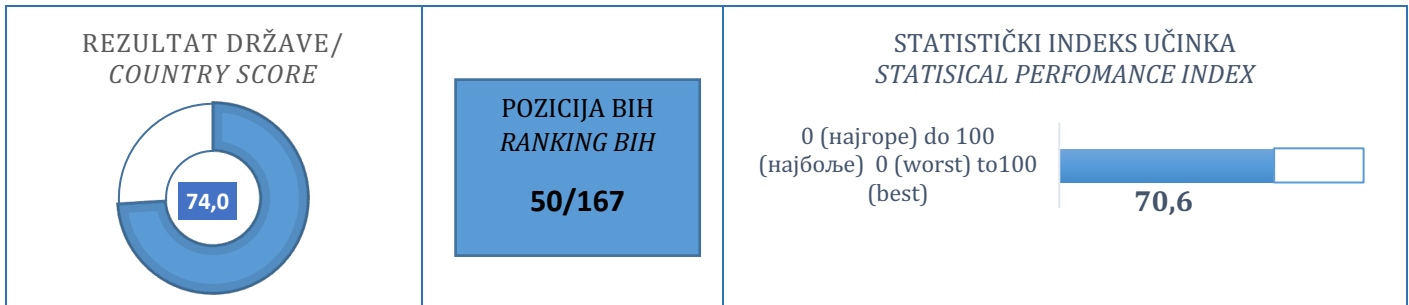 REZULTAT DRŽAVE/
COUNTRY SCORE
74,0
POZICIJA BIH
RANKING BIH
50/167
STATISTIČKI INDEKS UČINKA
STATISICAL PERFOMANCE INDEX
0 (најгоре) do 100
(најбоље) 0 (worst) to100
(best)
70,6